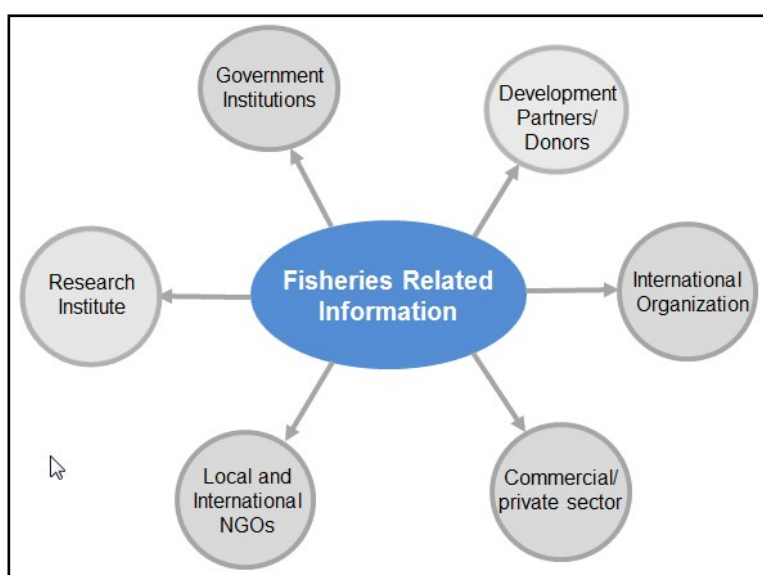 Government
Institutions
Development
Partners/
Donors
Fisheries Related
Information
Research
Institute
International
Organization
Local and
International
NGOs
Commercial/
private sector